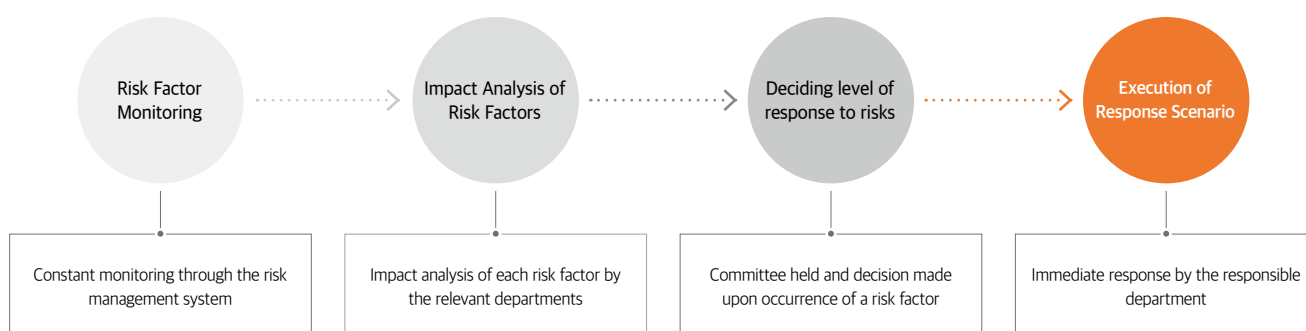 Risk Factor
Monitoring
Impact Analysis of
Risk Factors
Deciding level of
response to risks
Execution of
Response Scenario
Constant monitoring through the risk
management system
Impact analysis of each risk factor by
the relevant departments
Committee held and decision made
upon occurrence of a risk factor
Immediate response by the responsible
department